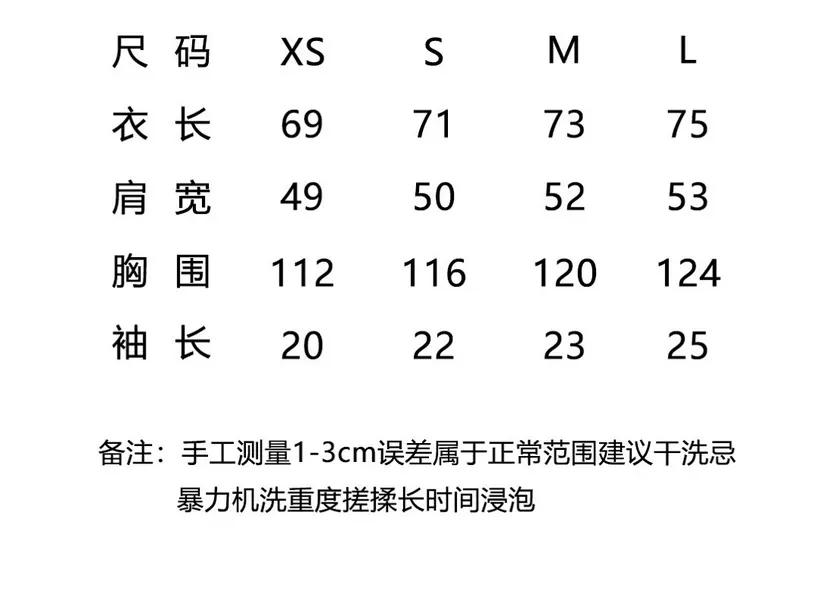 尺 码 XS S M L
衣 长 69 71 73 75
肩 宽 49 50 52 53
胸 围 112 116 120 124
袖 长 20 22 23 25
备注：手工测量1-3cm误差属于正常范围建议干洗忌
暴力机洗重度搓揉长时间浸泡